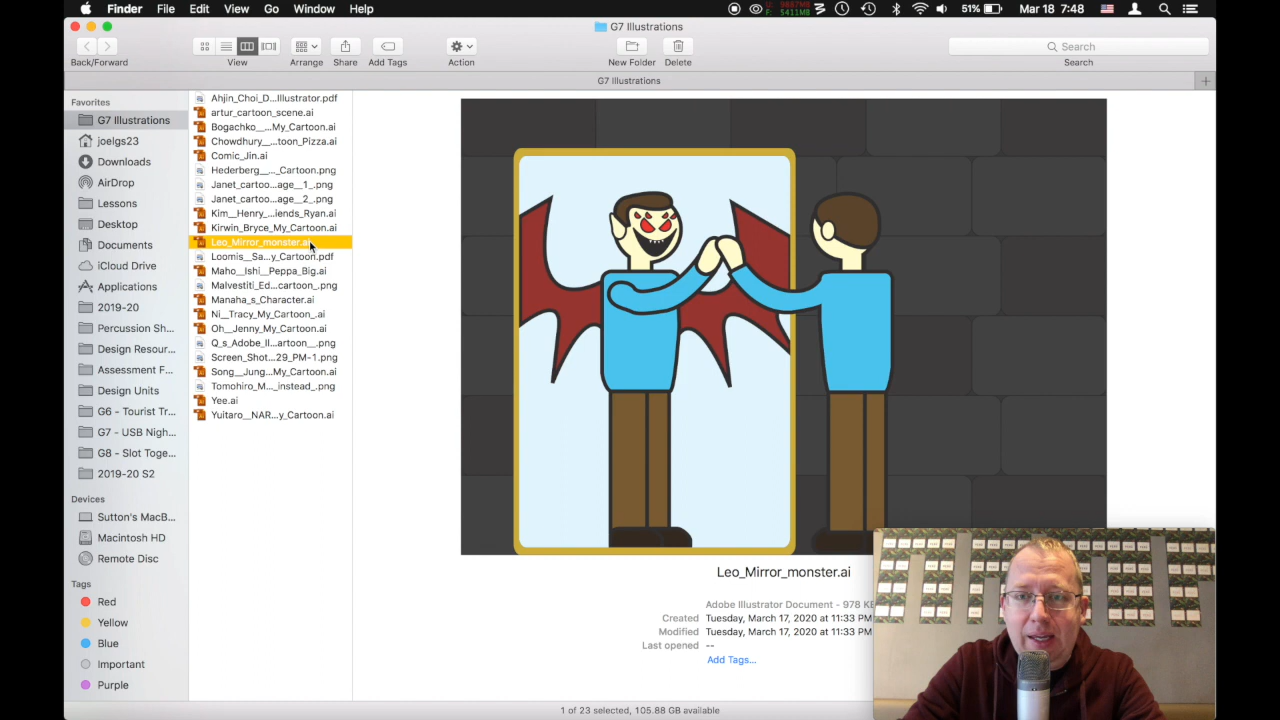 Finder File Edit View Go Window Help 51% Mar 18 7:48
G7 Illustrations
Back/Forward View Arrange Share Add Tags Action New Folder Delete Search
Search
G7 Illustrations
Favorites
G7 Illustrations
joelgs23
Downloads
AirDrop
Lessons
Desktop
Documents
iCloud Drive
Applications
2019-20
Percussion Sh...
Design Resour...
Assessment F...
Design Units
G6 - Tourist Tr...
G7 - USB Nigh...
G8 - Slot Toge...
2019-20 S2
Devices
Sutton's MacB...
Macintosh HD
Remote Disc
Tags
Red
Yellow
Blue
Important
Purple
Ahjin_Choi_D...Illustrator.pdf
artur_cartoon_scene.ai
Bogachko__...My_Cartoon.ai
Chowdhury__...toon_Pizza.ai
Comic_Jin.ai
Hederberg__..._Cartoon.png
Janet_cartoo...age__1_.png
Janet_cartoo...age__2_.png
Kim__Henry_...iends_Ryan.ai
Kirwin_Bryce_My_Cartoon.ai
Leo_Mirror_monster.ai
Loomis__Sa...y_Cartoon.pdf
Maho__Ishi__Peppa_Big.ai
Malvestiti_Ed...cartoon_.png
Manaha_s_Character.ai
Ni__Tracy_My_Cartoon_.ai
Oh__Jenny_My_Cartoon.ai
Q_s_Adobe_Il...artoon__.png
Screen_Shot...29_PM-1.png
Song__Jung...My_Cartoon.ai
Tomohiro_M..._instead_.png
Yee.ai
Yuitaro__NAR...y_Cartoon.ai
Leo_Mirror_monster.ai
Adobe Illustrator Document - 978 KB
Created Tuesday, March 17, 2020 at 11:33 PM
Modified Tuesday, March 17, 2020 at 11:33 PM
Last opened --
Add Tags...
1 of 23 selected, 105.88 GB available